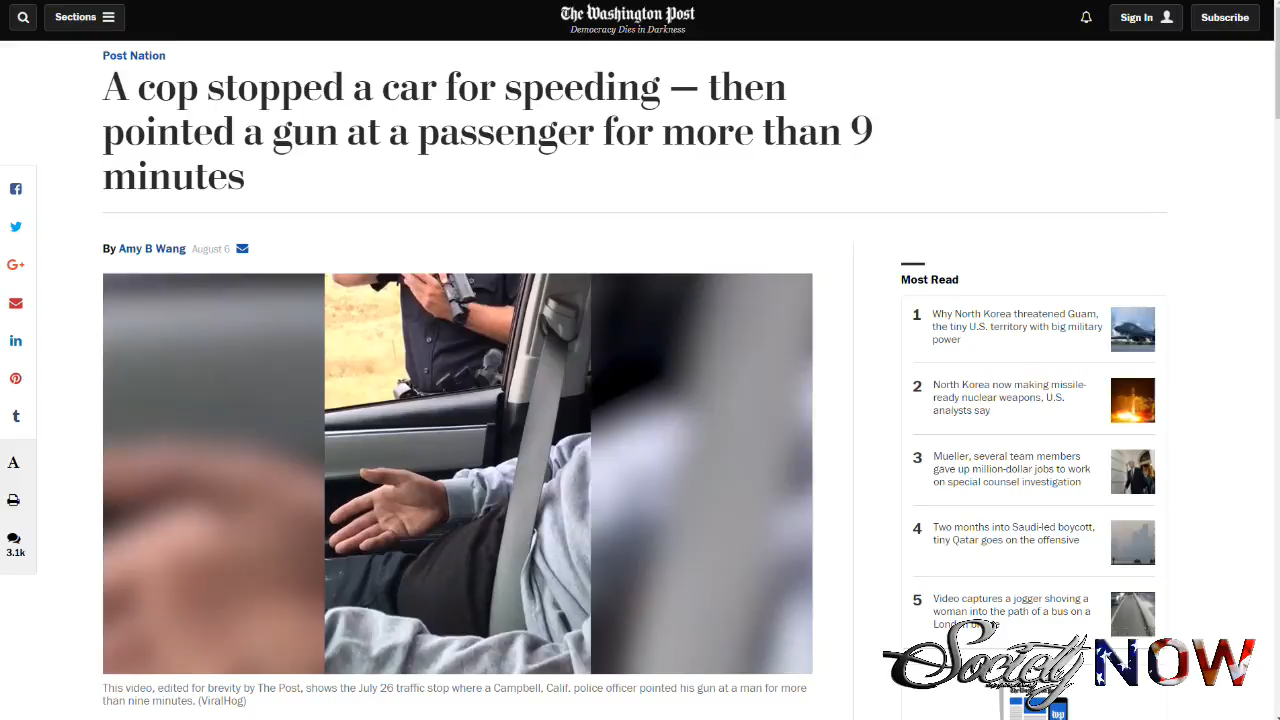 Sections
The Washington Post
Democracy Dies in Darkness
Sign In
Subscribe
Post Nation
A cop stopped a car for speeding — then
pointed a gun at a passenger for more than 9
minutes
By Amy B Wang August 6
Most Read
1 Why North Korea threatened Guam,
the tiny U.S. territory with big military
power
2 North Korea now making missile-
ready nuclear weapons, U.S.
analysts say
3 Mueller, several team members
gave up million-dollar jobs to work
on special counsel investigation
4 Two months into Saudi-led boycott,
tiny Qatar goes on the offensive
5 Video captures a jogger shoving a
woman into the path of a bus on a
G+
in
t
A
3.1k
Society NOW
wp
This video, edited for brevity by The Post, shows the July 26 traffic stop where a Campbell, Calif. police officer pointed his gun at a man for more
than nine minutes. (ViralHog)